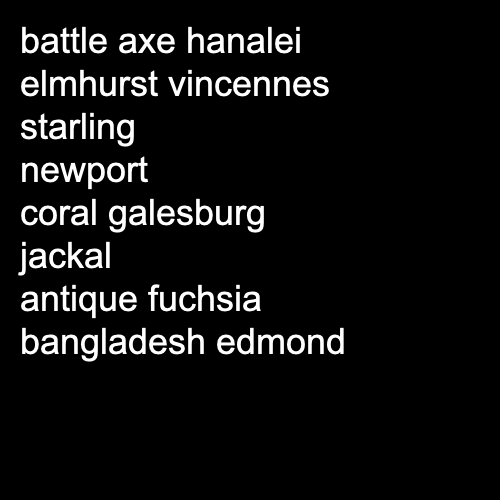 battle axe hanalei
elmhurst vincennes
starling
newport
coral galesburg
jackal
antique fuchsia
bangladesh edmond